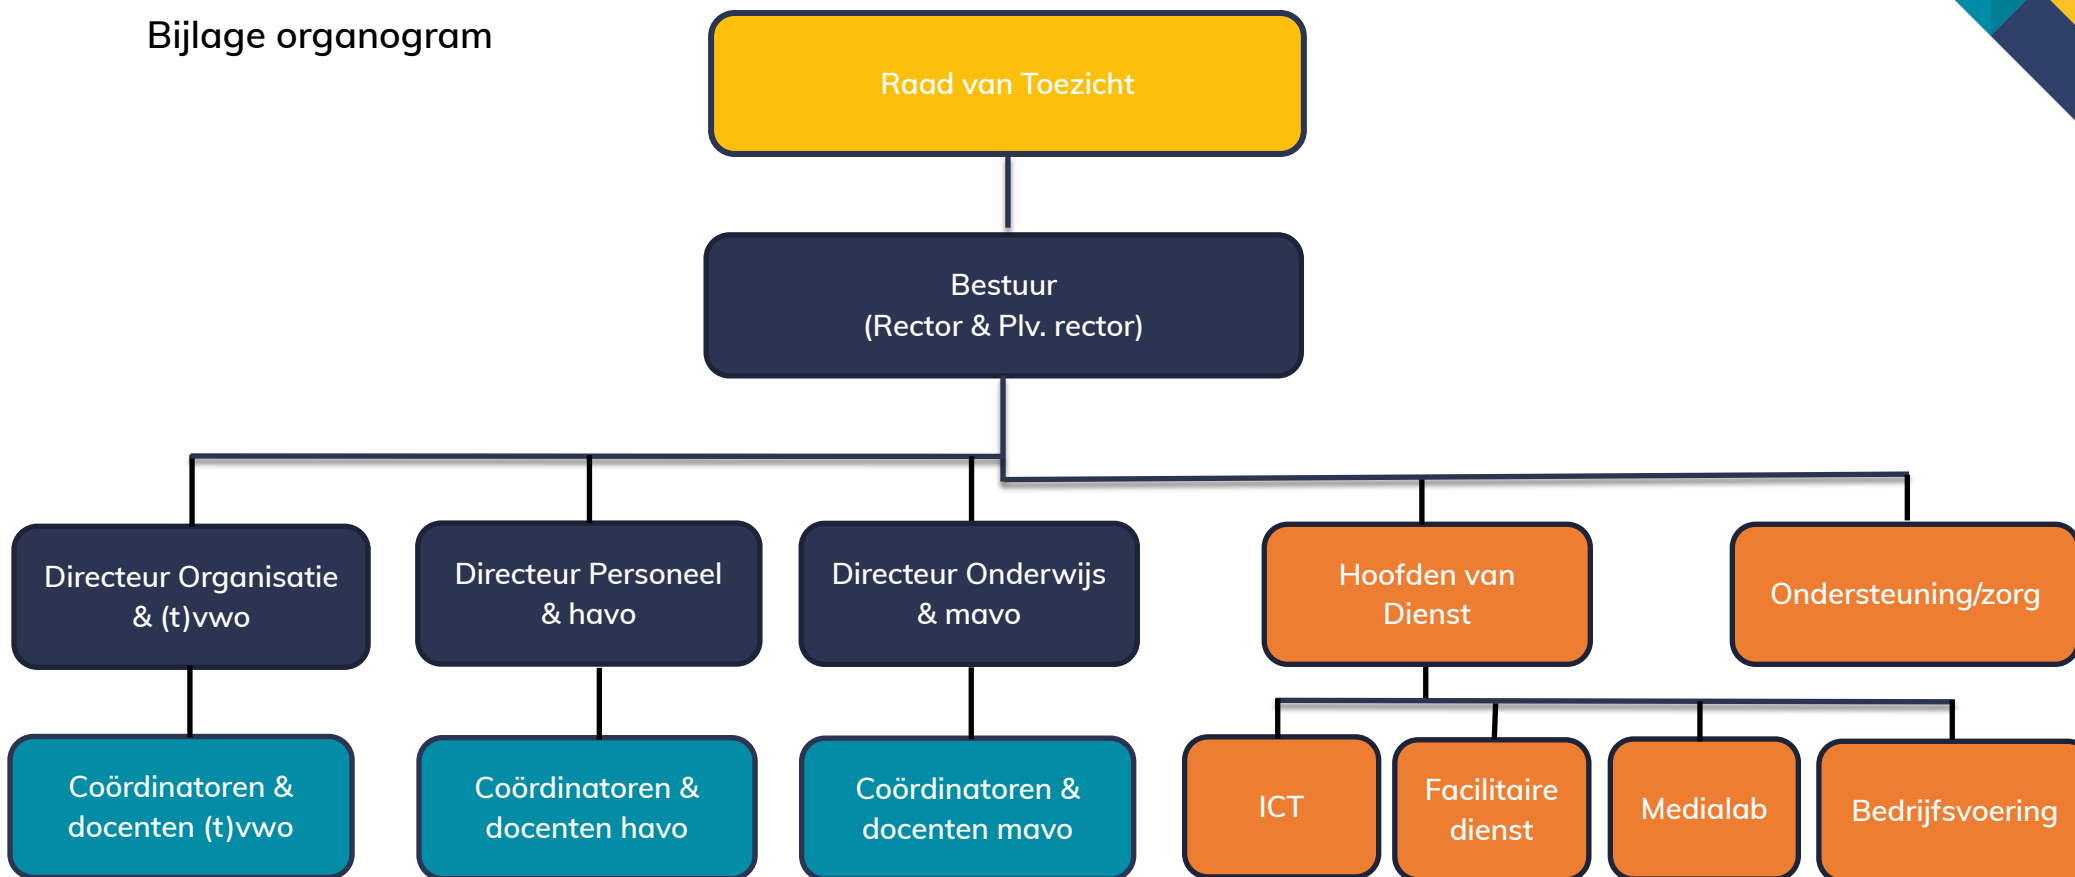 Bijlage organogram
Raad van Toezicht
Bestuur
(Rector & Plv. rector)
Directeur Organisatie
& (t)vwo
Directeur Personeel
& havo
Directeur Onderwijs
& mavo
Hoofden van
Dienst
Ondersteuning/zorg
Coördinatoren &
docenten (t)vwo
Coördinatoren &
docenten havo
Coördinatoren &
docenten mavo
ICT
Facilitaire
dienst
Medialab
Bedrijfsvoering